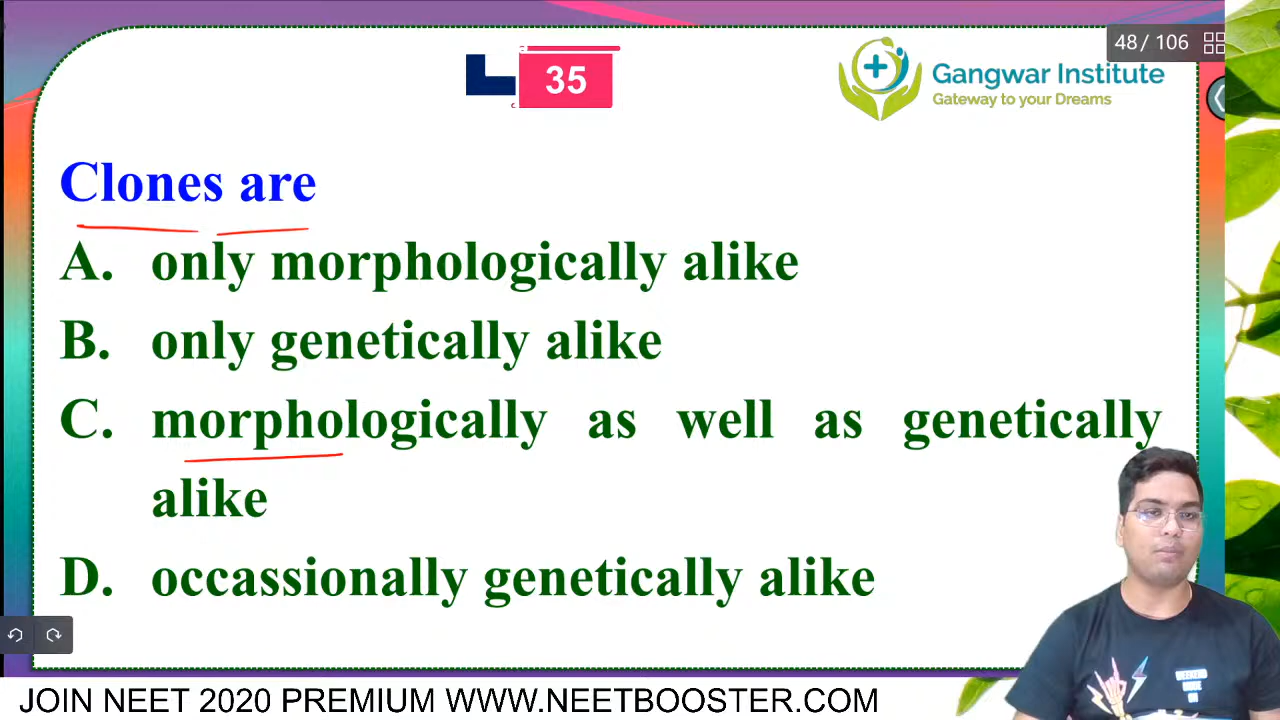 48 / 106
35
Gangwar Institute
Gateway to your Dreams
Clones are
A. only morphologically alike
B. only genetically alike
C. morphologically as well as genetically
alike
D. occassionally genetically alike
JOIN NEET 2020 PREMIUM WWW.NEETBOOSTER.COM